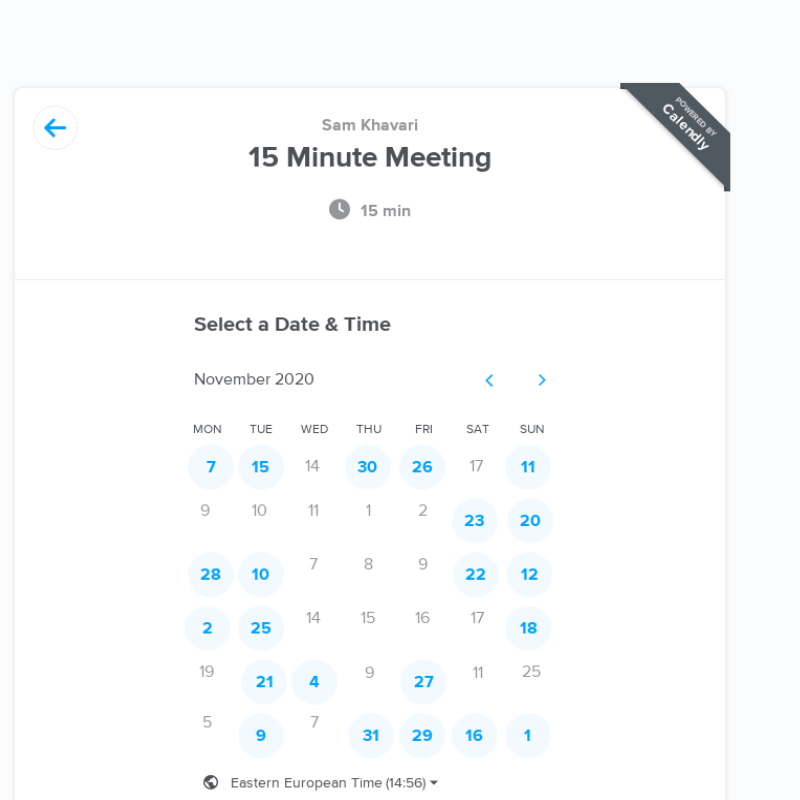 POWERED BY
Calendly
Sam Khavari
15 Minute Meeting
15 min
Select a Date & Time
November 2020
MON TUE WED THU FRI SAT SUN
7 15 14 30 26 17 11
9 10 11 1 2 23 20
28 10 7 8 9 22 12
2 25 14 15 16 17 18
19 21 4 9 27 11 25
5 9 7 31 29 16 1
Eastern European Time (14:56)